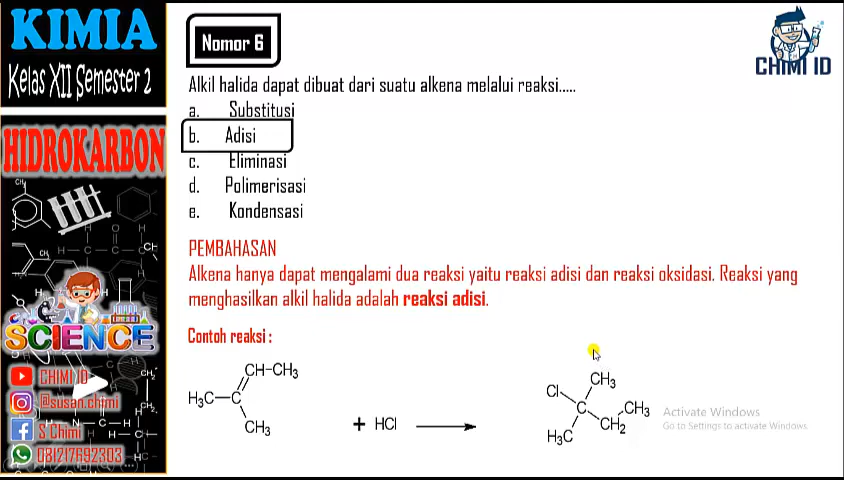 KIMIA
Kelas XII Semester 2
HIDROKARBON
SCIENCE
CHIMI ID
@susan.chimi
S Chimi
081217692303
Nomor 6
CHIMI ID
Alkil halida dapat dibuat dari suatu alkena melalui reaksi.....
a. Substitusi
b. Adisi
c. Eliminasi
d. Polimerisasi
e. Kondensasi
PEMBAHASAN
Alkena hanya dapat mengalami dua reaksi yaitu reaksi adisi dan reaksi oksidasi. Reaksi yang
menghasilkan alkil halida adalah reaksi adisi.
Contoh reaksi :
CH-CH₃
H₃C-C
CH₃
+ HCl
CH₃
Cl
C
CH₃
CH₂
H₃C
Activate Windows
Go to Settings to activate Windows.